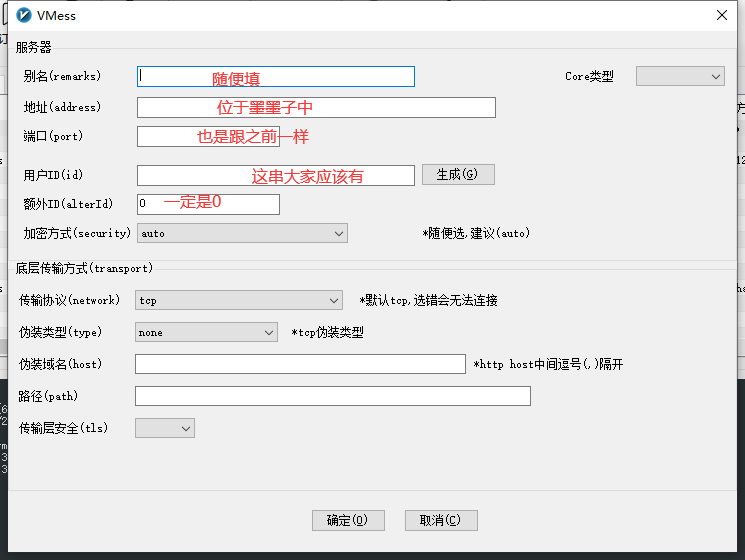 VMess
服务器
别名(remarks) 随便填 Core类型
地址(address) 位于墨墨子中
端口(port) 也是跟之前一样
用户ID(id) 这串大家应该有 生成(G)
额外ID(alterId) 0 一定是0
加密方式(security) auto *随便选,建议(auto)
底层传输方式(transport)
传输协议(network) tcp *默认tcp,选错会无法连接
伪装类型(type) none *tcp伪装类型
伪装域名(host) *http host中间逗号(,)隔开
路径(path)
传输层安全(tls)
确定(O) 取消(C)